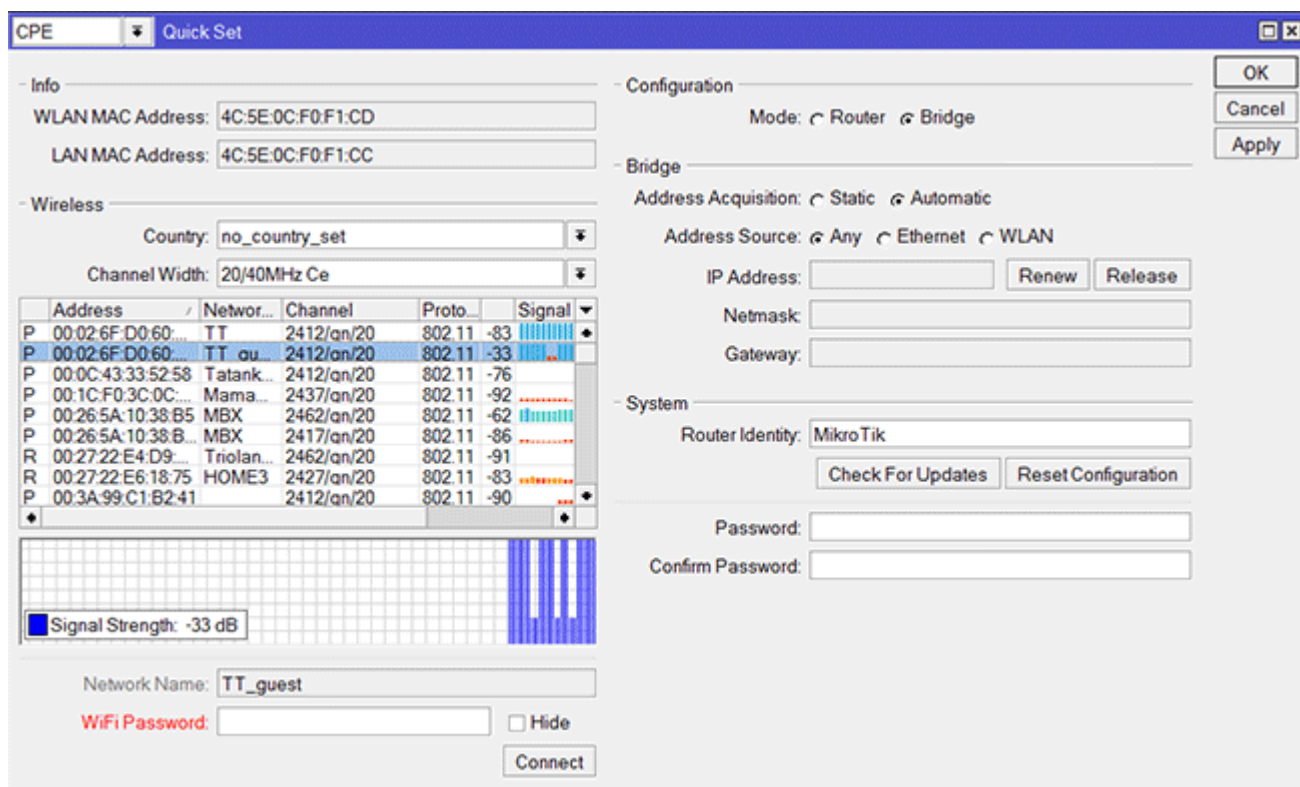 CPE Quick Set
Info
WLAN MAC Address: 4C:5E:0C:F0:F1:CD
LAN MAC Address: 4C:5E:0C:F0:F1:CC
Wireless
Country: no_country_set
Channel Width: 20/40MHz Ce
Address / Networ... Channel Proto... Signal
P 00:02:6F:D0:60:... TT 2412/gn/20 802.11 -83
P 00:02:6F:D0:60:... TT_gu... 2412/gn/20 802.11 -33
P 00:0C:43:33:52:58 Tatank... 2412/gn/20 802.11 -76
P 00:1C:F0:3C:0C:... Mama... 2437/gn/20 802.11 -92
P 00:26:5A:10:38:B5 MBX 2462/gn/20 802.11 -62
P 00:26:5A:10:38:B... MBX 2417/gn/20 802.11 -86
R 00:27:22:E4:D9:... Triolan... 2462/gn/20 802.11 -91
R 00:27:22:E6:18:75 HOME3 2427/gn/20 802.11 -83
P 00:3A:99:C1:B2:41 2412/gn/20 802.11 -90
Signal Strength: -33 dB
Network Name: TT_guest
WiFi Password:
Hide
Connect
Configuration
Mode: Router Bridge
Bridge
Address Acquisition: Static Automatic
Address Source: Any Ethernet WLAN
IP Address: Renew Release
Netmask:
Gateway:
System
Router Identity: MikroTik
Check For Updates Reset Configuration
Password:
Confirm Password:
OK
Cancel
Apply